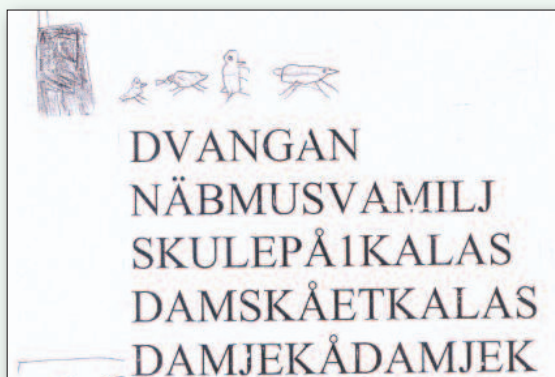 DVANGAN
NÄBMUSVAMILJ
SKULEPÅ1KALAS
DAMSKÅETKALAS
DAMJEKÅDAMJEK